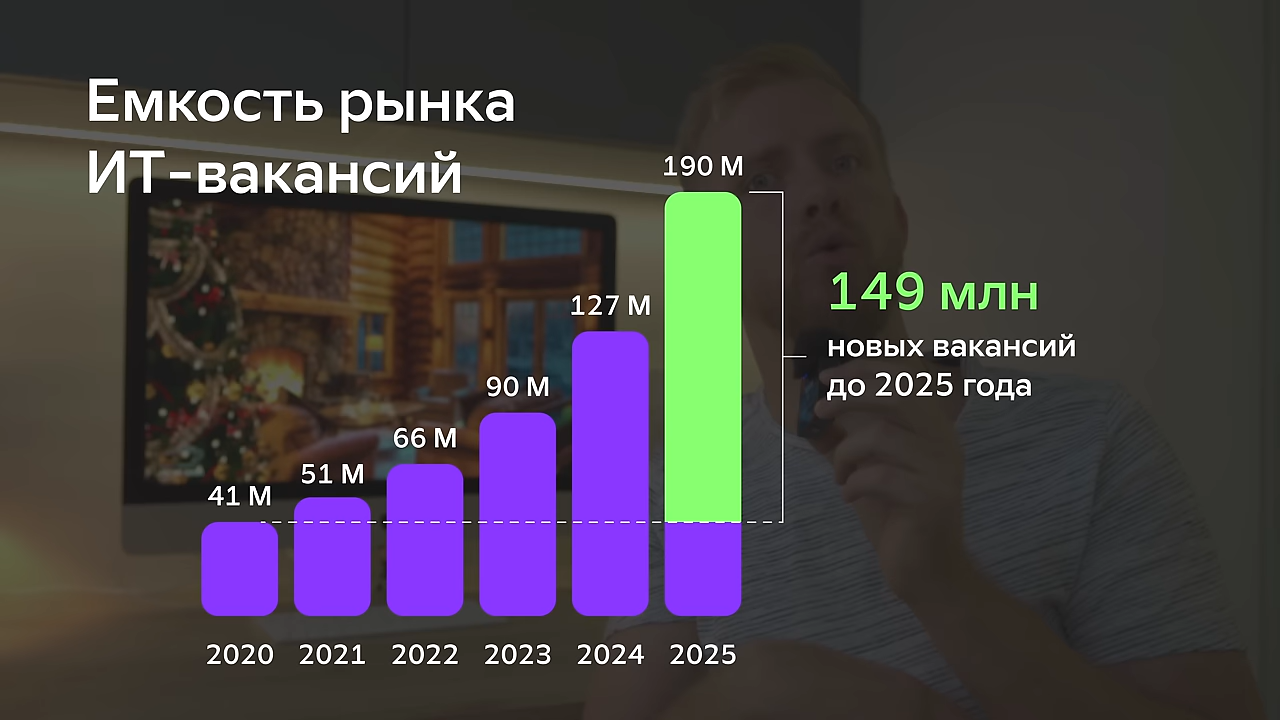 Емкость рынка
ИТ-вакансий
190 М
127 М
90 М
66 М
51 М
41 М
149 млн
новых вакансий
до 2025 года
2020 2021 2022 2023 2024 2025